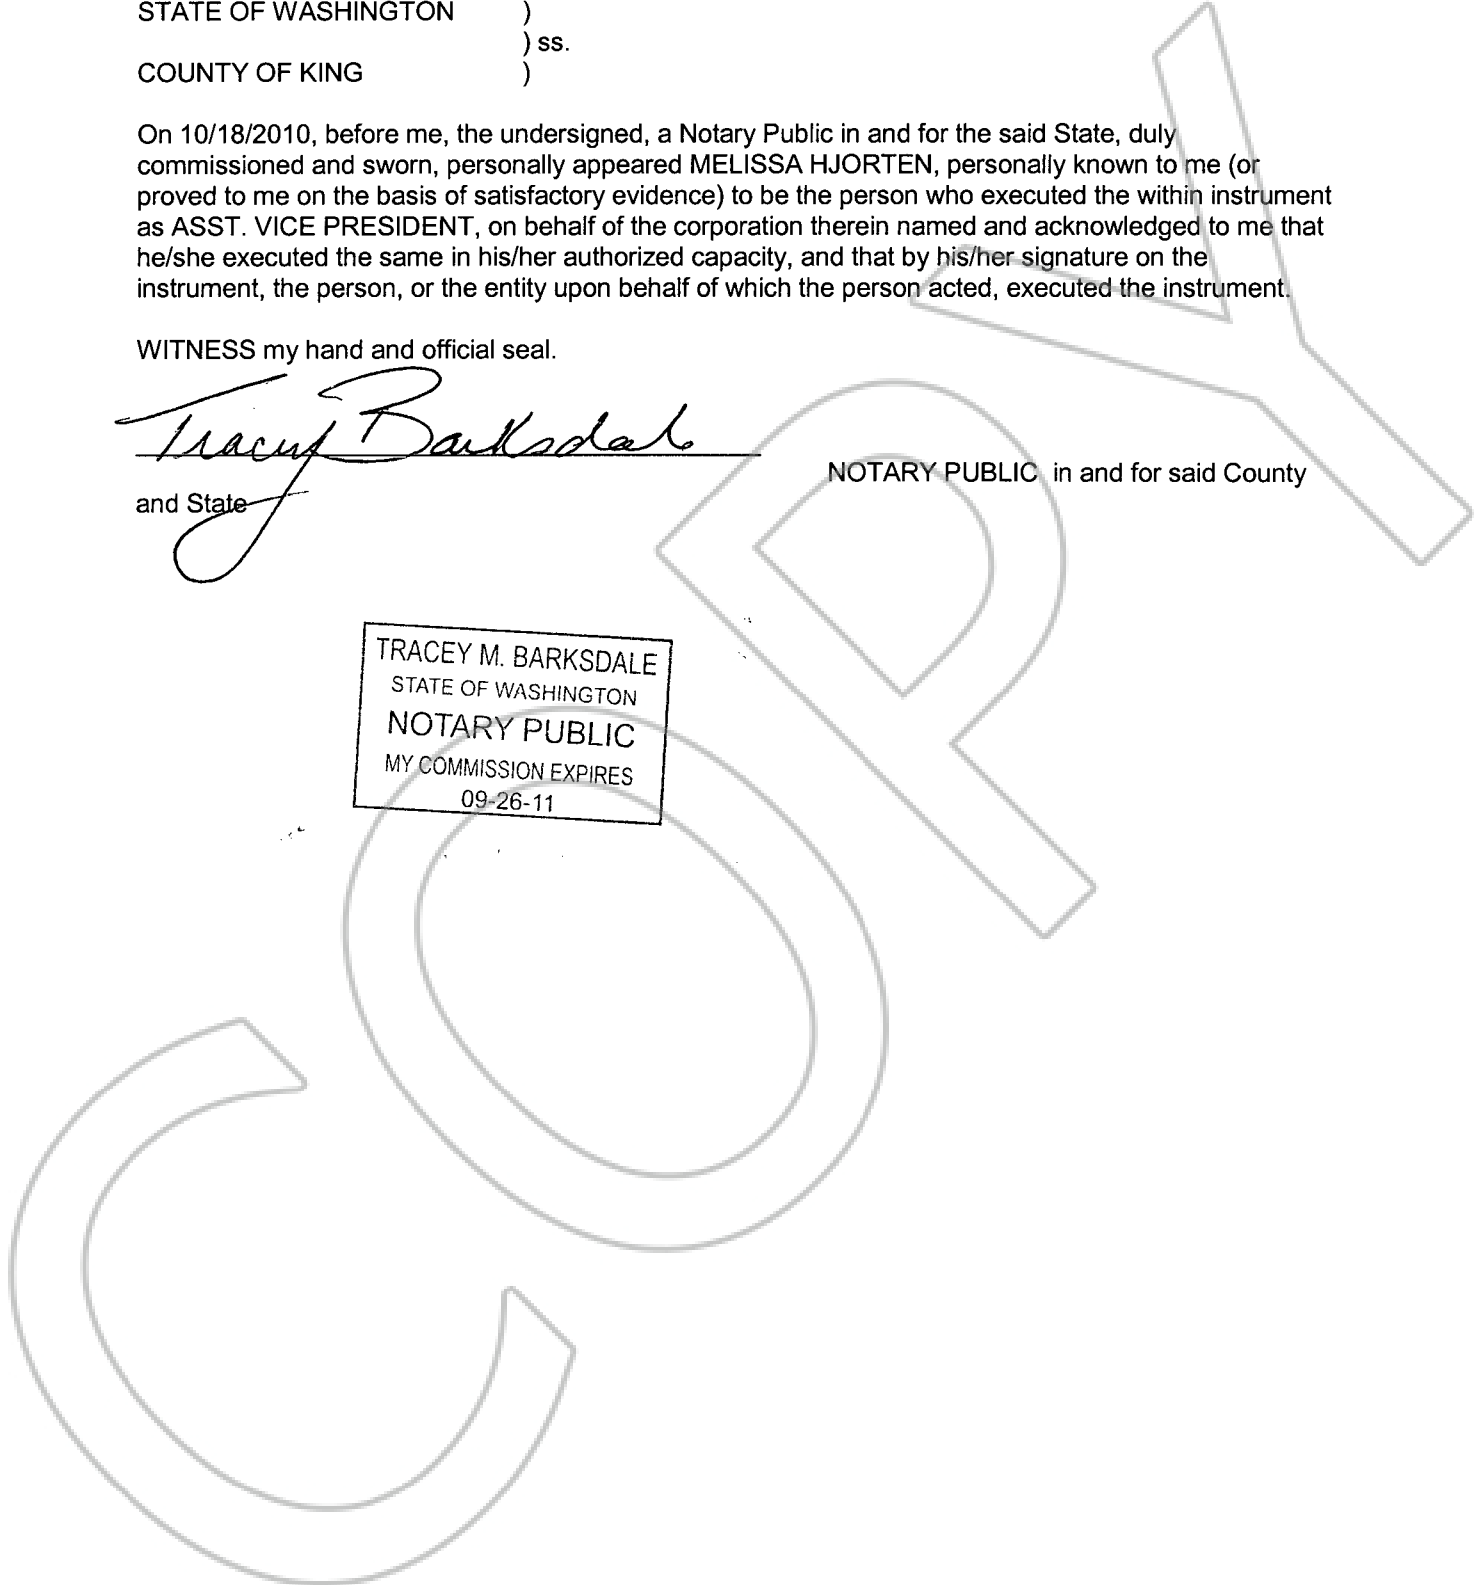 STATE OF WASHINGTON )
) ss.
COUNTY OF KING )
On 10/18/2010, before me, the undersigned, a Notary Public in and for the said State, duly
commissioned and sworn, personally appeared MELISSA HJORTEN, personally known to me (or
proved to me on the basis of satisfactory evidence) to be the person who executed the within instrument
as ASST. VICE PRESIDENT, on behalf of the corporation therein named and acknowledged to me that
he/she executed the same in his/her authorized capacity, and that by his/her signature on the
instrument, the person, or the entity upon behalf of which the person acted, executed the instrument.
WITNESS my hand and official seal.
Tracey Barksdale
NOTARY PUBLIC in and for said County
and State
TRACEY M. BARKSDALE
STATE OF WASHINGTON
NOTARY PUBLIC
MY COMMISSION EXPIRES
09-26-11
COPY